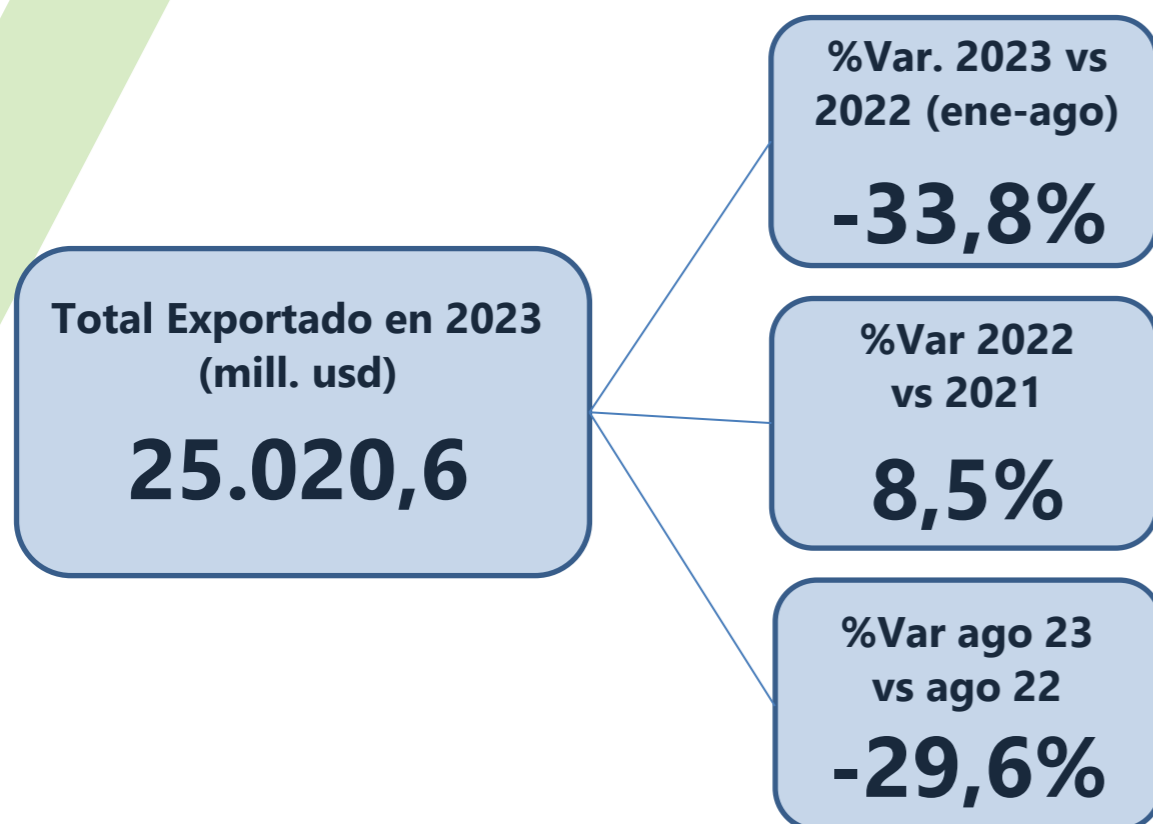 Total Exportado en 2023
(mill. usd)
25.020,6
%Var. 2023 vs
2022 (ene-ago)
-33,8%
%Var 2022
vs 2021
8,5%
%Var ago 23
vs ago 22
-29,6%